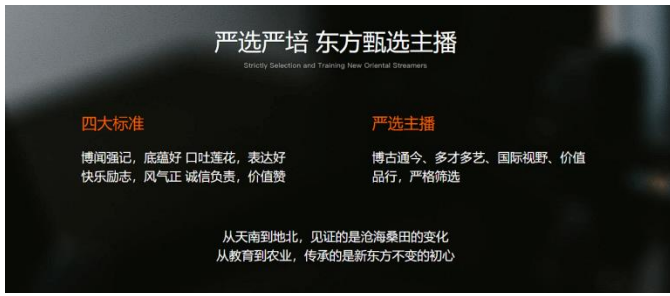 严选严培 东方甄选主播
Strictly Selection and Training New Oriental Streamers
四大标准
博闻强记，底蕴好 口吐莲花，表达好
快乐励志，风气正 诚信负责，价值赞
严选主播
博古通今、多才多艺、国际视野、价值
品行，严格筛选
从天南到地北，见证的是沧海桑田的变化
从教育到农业，传承的是新东方不变的初心